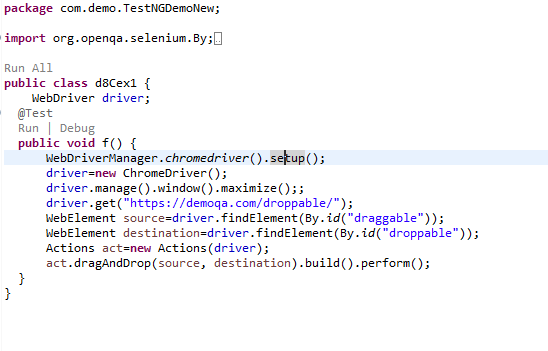 package com.demo.TestNGDemoNew;
import org.openqa.selenium.By;
Run All
public class d8Cex1 {
WebDriver driver;
@Test
Run | Debug
public void f() {
WebDriverManager.chromedriver().setup();
driver=new ChromeDriver();
driver.manage().window().maximize();;
driver.get("https://demoqa.com/droppable/");
WebElement source=driver.findElement(By.id("draggable"));
WebElement destination=driver.findElement(By.id("droppable"));
Actions act=new Actions(driver);
act.dragAndDrop(source, destination).build().perform();
}
}